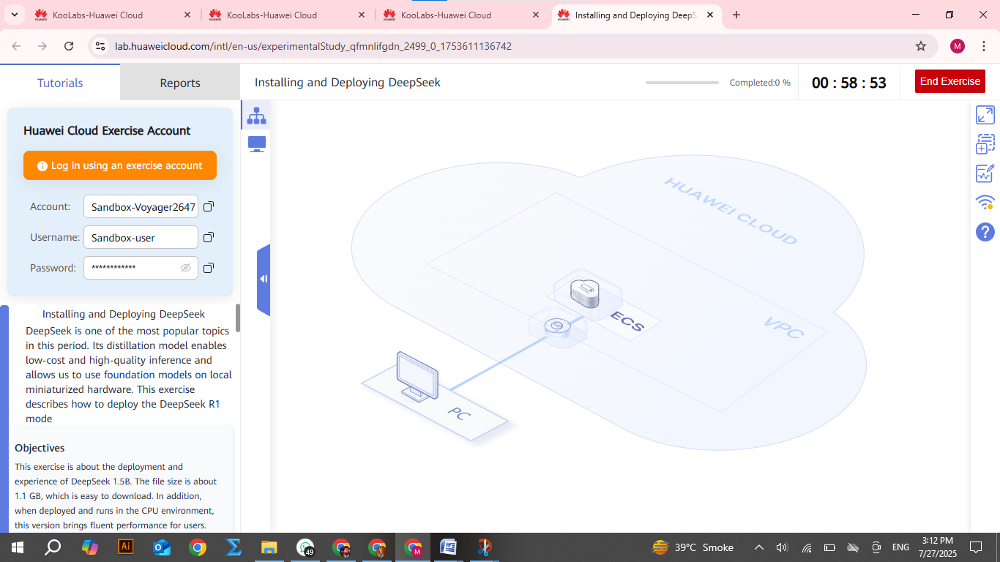 KooLabs-Huawei Cloud
KooLabs-Huawei Cloud
KooLabs-Huawei Cloud
Installing and Deploying DeepS
lab.huaweicloud.com/intl/en-us/experimentalStudy_qfmnlifgdn_2499_0_1753611136742
M
Tutorials
Reports
Installing and Deploying DeepSeek
Completed:0 %
00 : 58 : 53
End Exercise
Huawei Cloud Exercise Account
Log in using an exercise account
Account:
Sandbox-Voyager2647
Username:
Sandbox-user
Password:
************
Installing and Deploying DeepSeek
DeepSeek is one of the most popular topics
in this period. Its distillation model enables
low-cost and high-quality inference and
allows us to use foundation models on local
miniaturized hardware. This exercise
describes how to deploy the DeepSeek R1
mode
Objectives
This exercise is about the deployment and
experience of DeepSeek 1.5B. The file size is about
1.1 GB, which is easy to download. In addition,
when deployed and runs in the CPU environment,
this version brings fluent performance for users.
HUAWEI CLOUD
VPC
ECS
PC
?
Ai
49
M
39°C Smoke
ENG
3:12 PM
7/27/2025